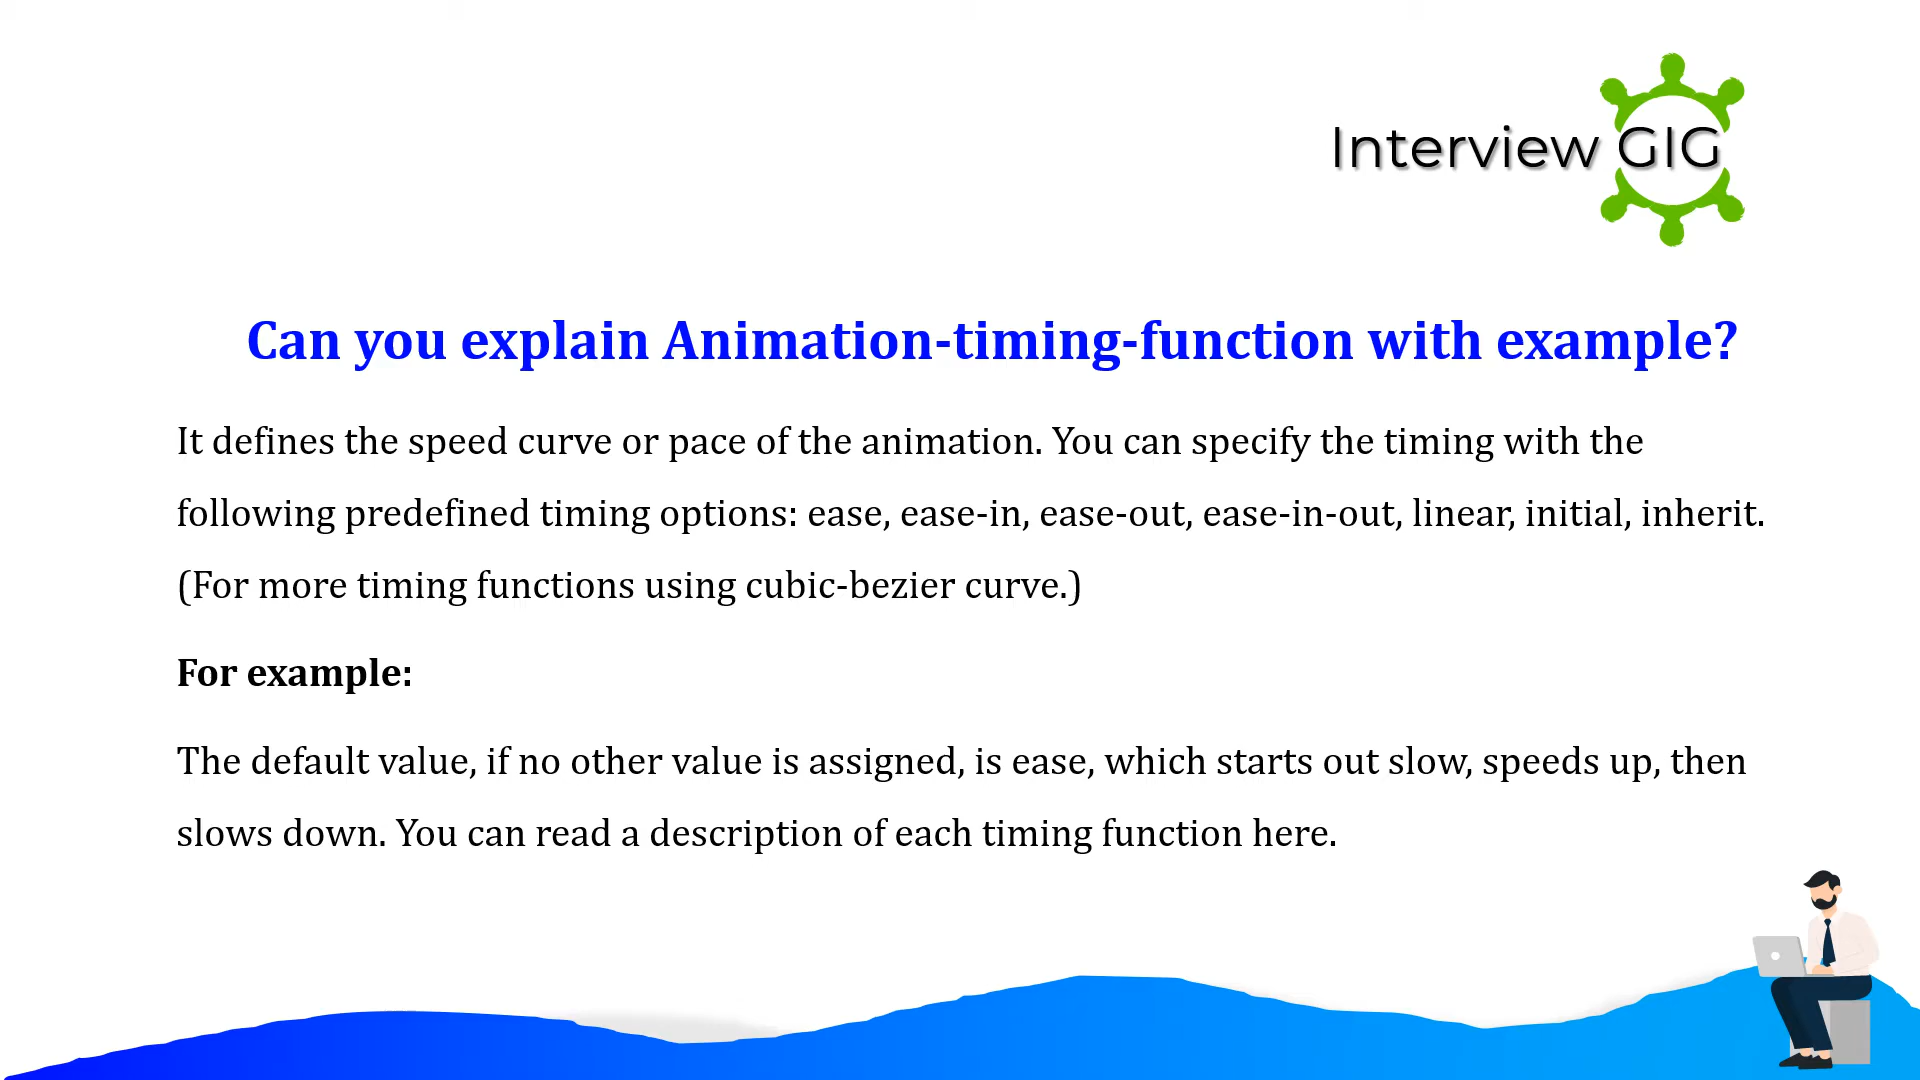 Interview GIG
Can you explain Animation-timing-function with example?
It defines the speed curve or pace of the animation. You can specify the timing with the
following predefined timing options: ease, ease-in, ease-out, ease-in-out, linear, initial, inherit.
(For more timing functions using cubic-bezier curve.)
For example:
The default value, if no other value is assigned, is ease, which starts out slow, speeds up, then
slows down. You can read a description of each timing function here.